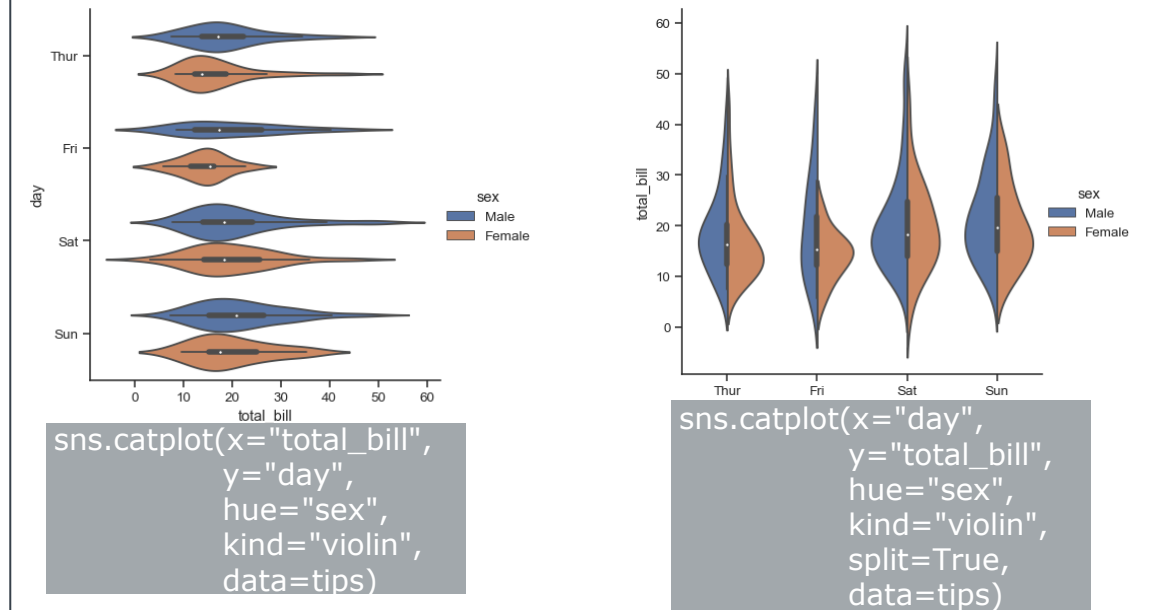 Thur
Fri
Sat
Sun
day
0 10 20 30 40 50 60
total_bill
sex
Male
Female
sns.catplot(x="total_bill",
y="day",
hue="sex",
kind="violin",
data=tips)
60
50
40
30
20
10
0
total_bill
Thur Fri Sat Sun
sex
Male
Female
sns.catplot(x="day",
y="total_bill",
hue="sex",
kind="violin",
split=True,
data=tips)